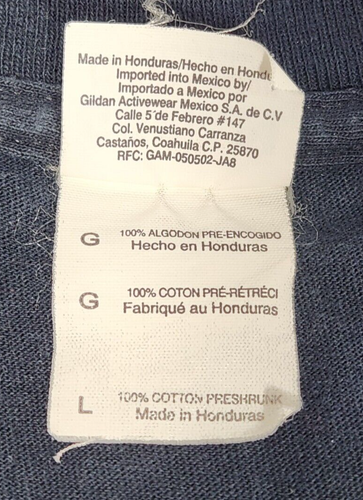 Made in Honduras/Hecho en Hondu
Imported into Mexico by/
Importado a Mexico por
Gildan Activewear Mexico S.A. de C.V
Calle 5 de Febrero #147
Col. Venustiano Carranza
Castaños, Coahuila C.P. 25870
RFC: GAM-050502-JA8
G 100% ALGODON PRE-ENCOGIDO
Hecho en Honduras
G 100% COTON PRÉ-RÉTRÉCI
Fabriqué au Honduras
L 100% COTTON PRESHRUNK
Made in Honduras